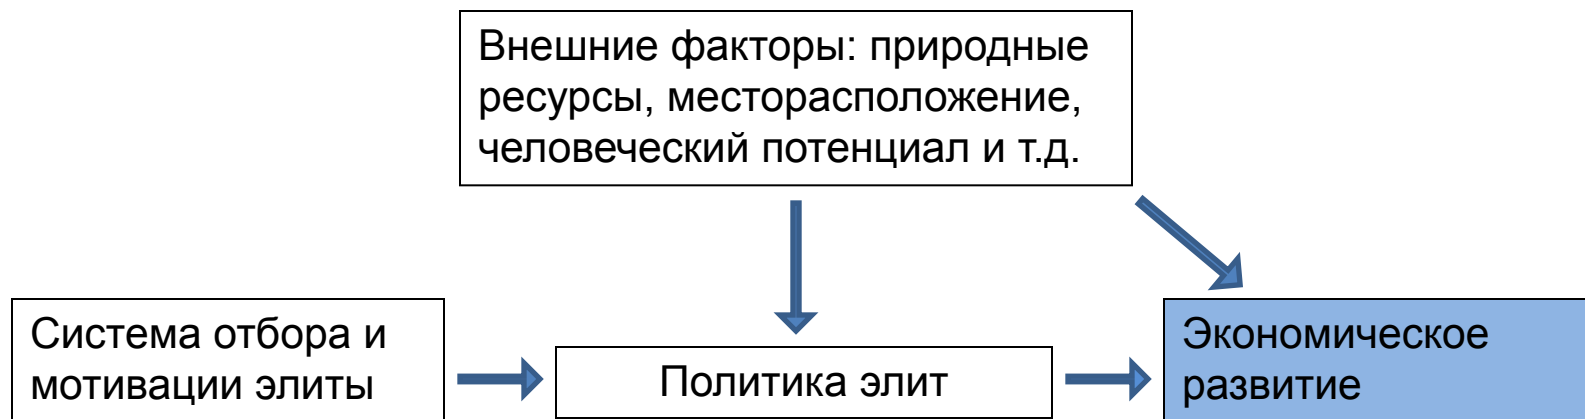 Внешние факторы: природные
ресурсы, месторасположение,
человеческий потенциал и т.д.
Система отбора и
мотивации элиты
Политика элит
Экономическое
развитие